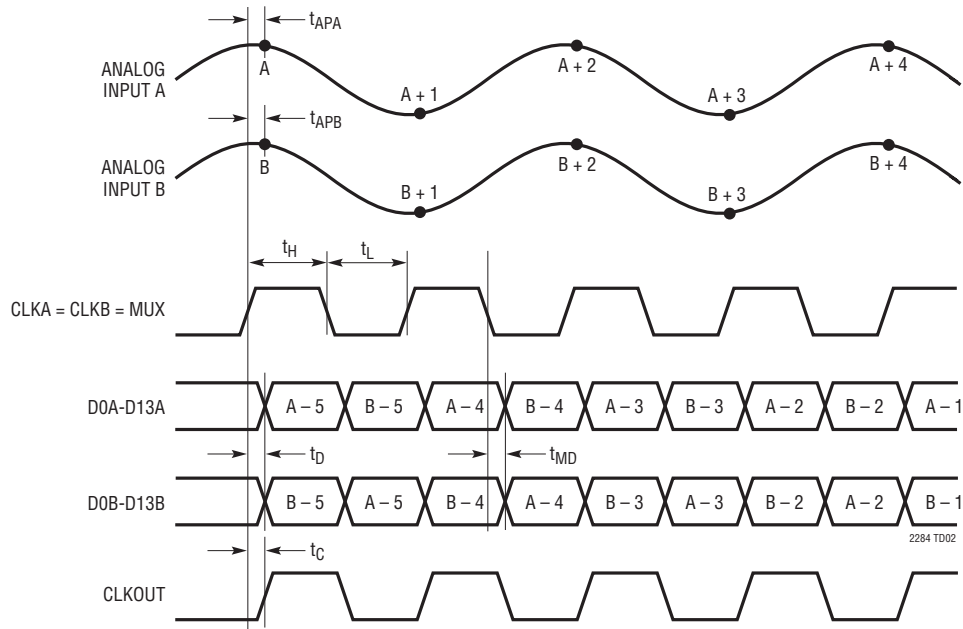 tAPA
ANALOG
INPUT A
A
A + 1
A + 2
A + 3
A + 4
tAPB
ANALOG
INPUT B
B
B + 1
B + 2
B + 3
B + 4
tH
tL
CLKA = CLKB = MUX
D0A-D13A
A – 5
B – 5
A – 4
B – 4
A – 3
B – 3
A – 2
B – 2
A – 1
tD
tMD
D0B-D13B
B – 5
A – 5
B – 4
A – 4
B – 3
A – 3
B – 2
A – 2
B – 1
2284 TD02
tC
CLKOUT